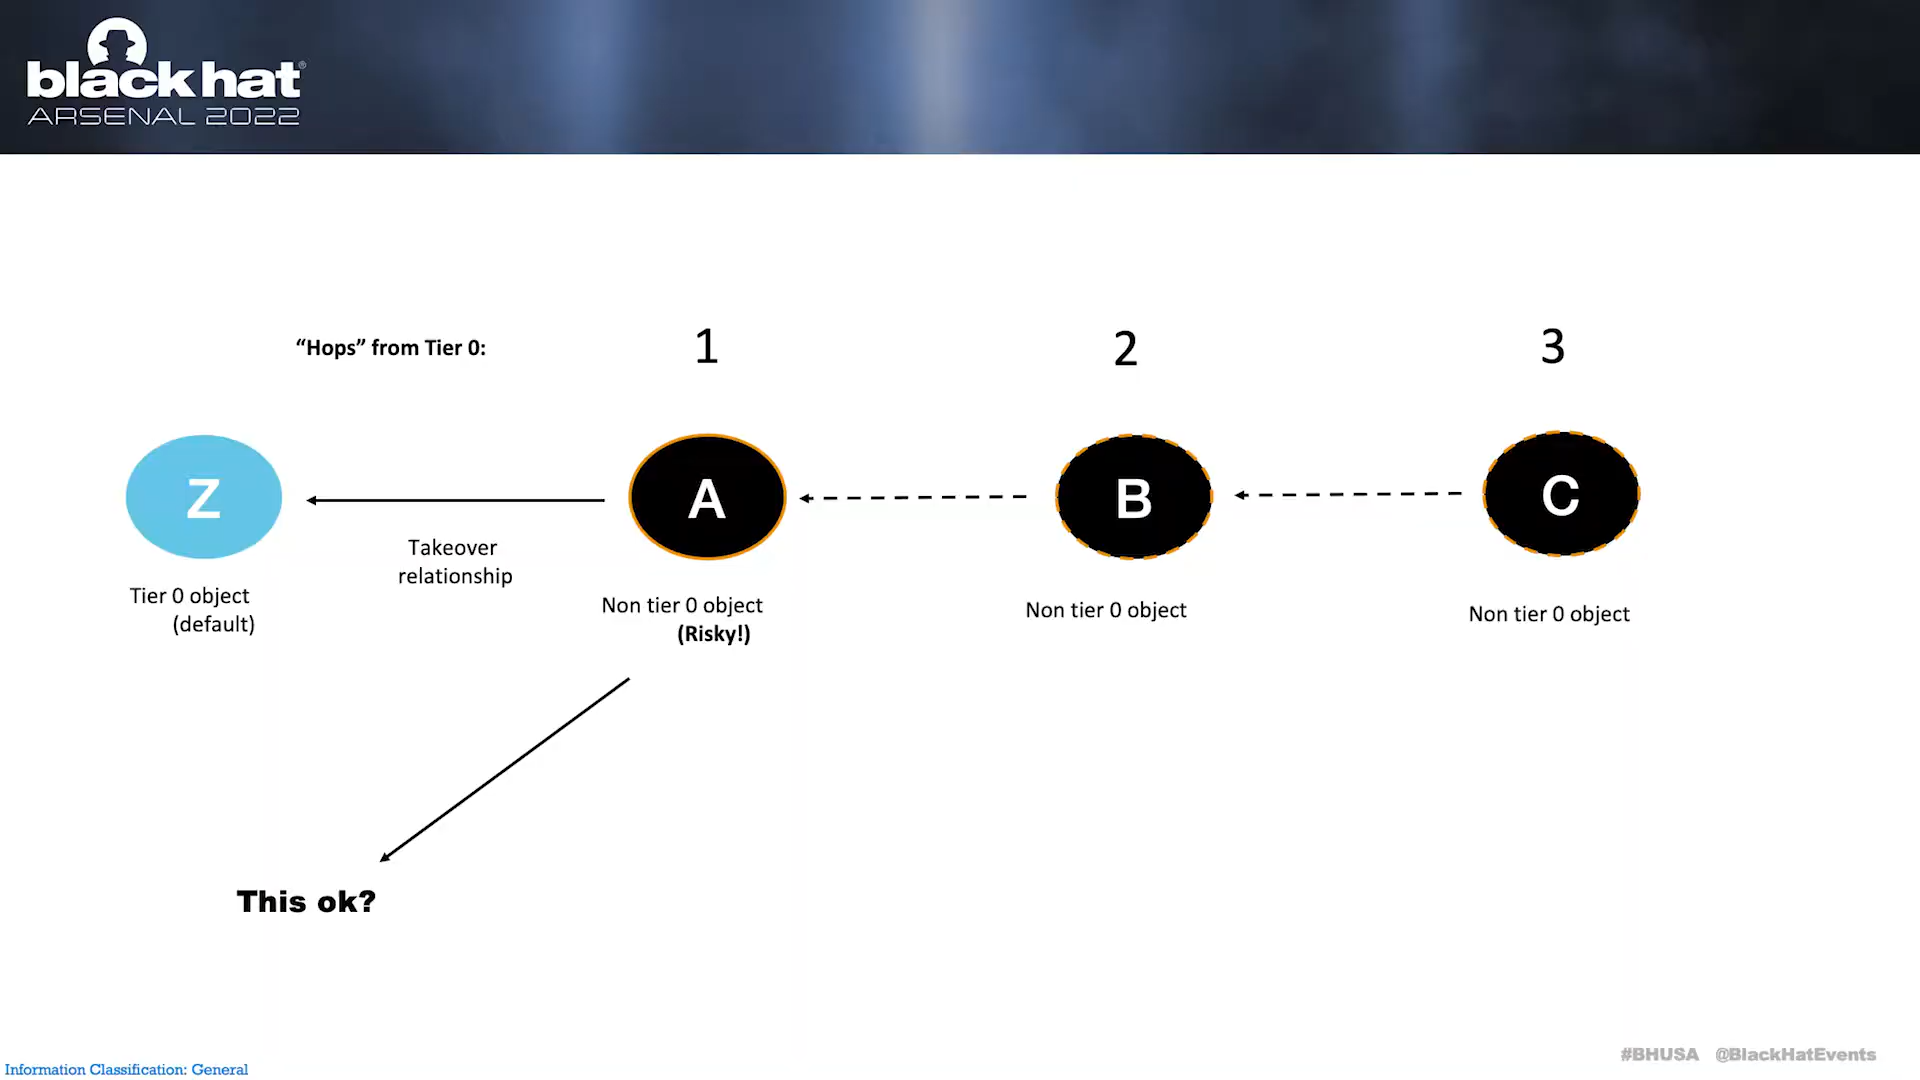 black hat®
ARSENAL 2022
“Hops” from Tier 0:
1
2
3
Z
A
B
C
Takeover
relationship
Tier 0 object
(default)
Non tier 0 object
(Risky!)
Non tier 0 object
Non tier 0 object
This ok?
#BHUSA @BlackHatEvents
Information Classification: General